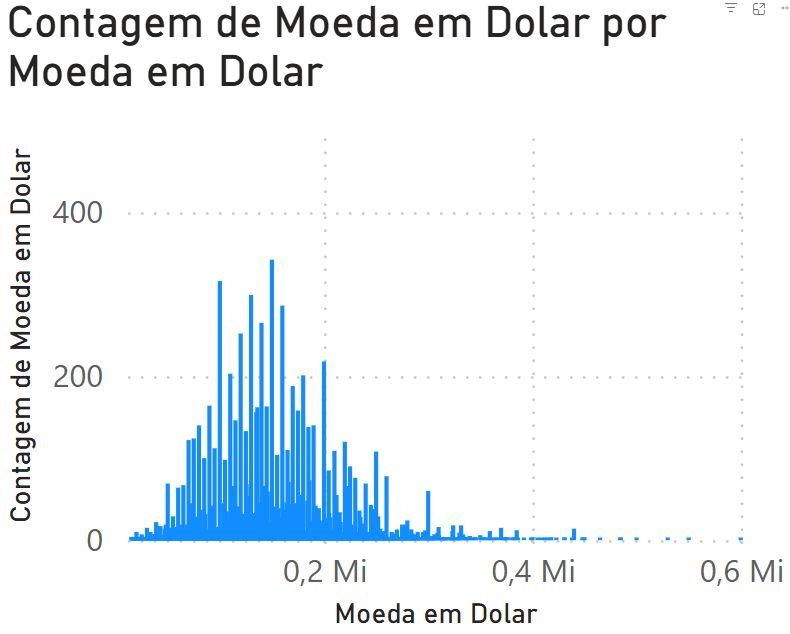 Contagem de Moeda em Dolar por
Moeda em Dolar
Contagem de Moeda em Dolar
400
200
0
0,2 Mi
0,4 Mi
0,6 Mi
Moeda em Dolar